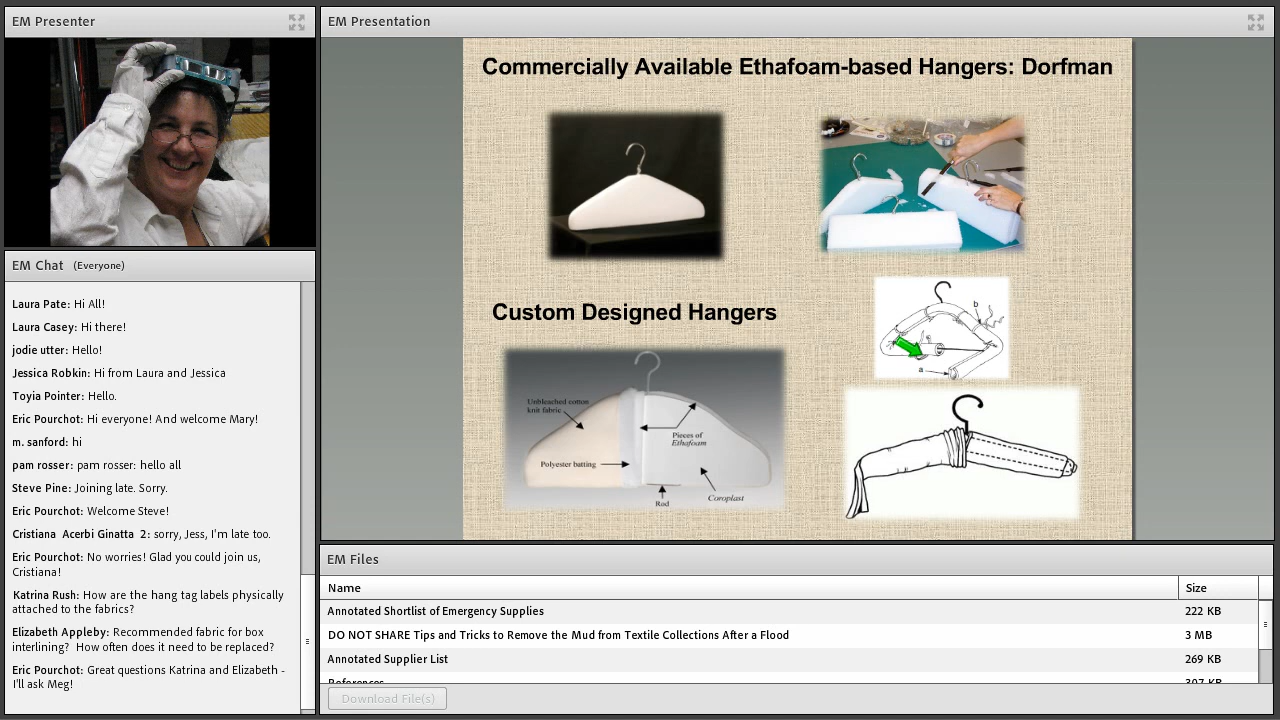 EM Presenter
EM Chat (Everyone)
Laura Pate: Hi All!
Laura Casey: Hi there!
jodie utter: Hello!
Jessica Robkin: Hi from Laura and Jessica
Toyia Pointer: Hello.
Eric Pourchot: Hi everyone! And welcome Mary!
m. sanford: hi
pam rosser: pam rosser: hello all
Steve Pine: Joining late. Sorry.
Eric Pourchot: Welcome Steve!
Cristiana Acerbi Ginatta 2: sorry, Jess, I'm late too.
Eric Pourchot: No worries! Glad you could join us,
Cristiana!
Katrina Rush: How are the hang tag labels physically
attached to the fabrics?
Elizabeth Appleby: Recommended fabric for box
interlining? How often does it need to be replaced?
Eric Pourchot: Great questions Katrina and Elizabeth -
I'll ask Meg!
EM Presentation
Commercially Available Ethafoam-based Hangers: Dorfman
Custom Designed Hangers
Unbleached cotton
knit fabric
Pieces of
Ethafoam
Polyester batting
Coroplast
Rod
b
a
EM Files
Name Size
Annotated Shortlist of Emergency Supplies 222 KB
DO NOT SHARE Tips and Tricks to Remove the Mud from Textile Collections After a Flood 3 MB
Annotated Supplier List 269 KB
References 307 KB
Download File(s)